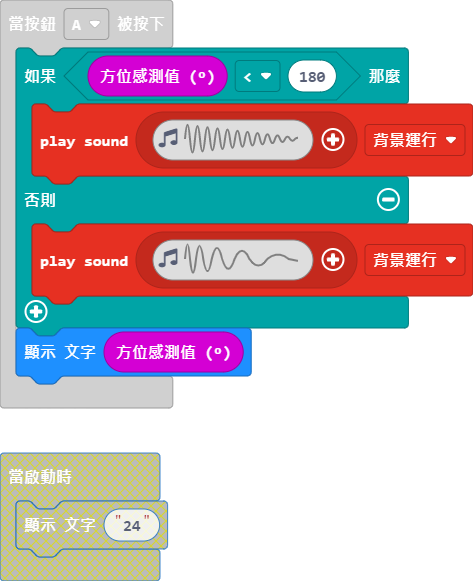 當按鈕 A 被按下
如果 方位感測值 (º) < 180 那麼
play sound 背景運行
否則
play sound 背景運行
顯示 文字 方位感測值 (º)
當啟動時
顯示 文字 "24"